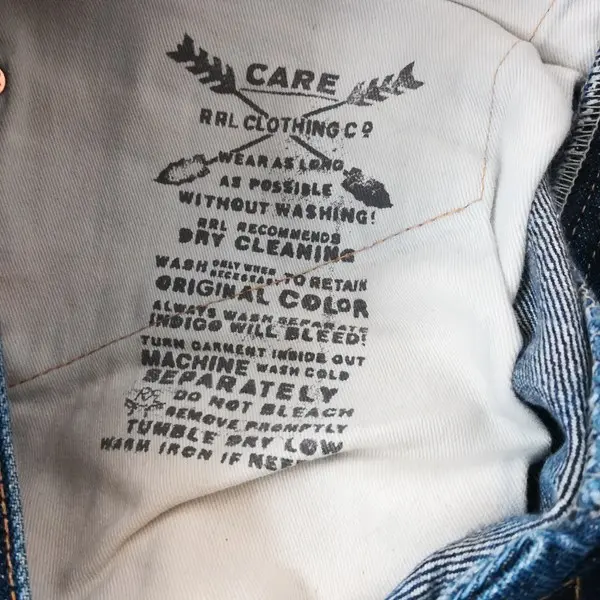 CARE
RRL CLOTHING CO
WEAR AS LONG
AS POSSIBLE
WITHOUT WASHING!
RRL RECOMMENDS
DRY CLEANING
WASH ONLY WHEN NECESSARY TO RETAIN
ORIGINAL COLOR
ALWAYS WASH SEPARATE
INDIGO WILL BLEED!
TURN GARMENT INSIDE OUT
MACHINE WASH COLD
SEPARATELY
DO NOT BLEACH
REMOVE PROMPTLY
TUMBLE DRY LOW
WARM IRON IF